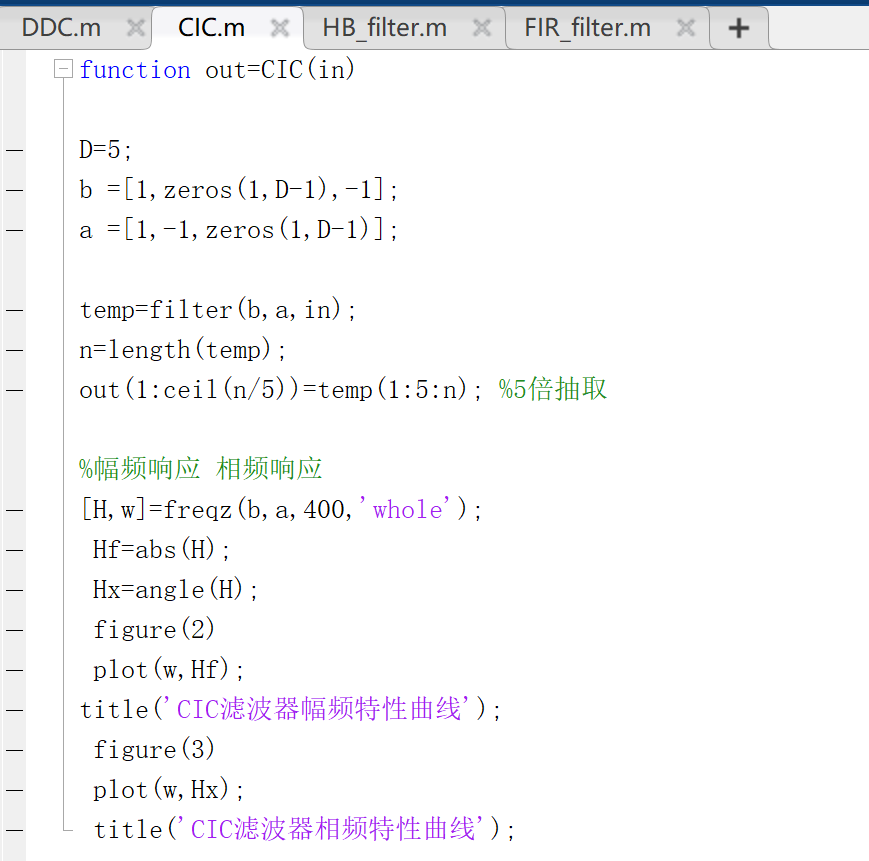 DDC.m CIC.m HB_filter.m FIR_filter.m
function out=CIC(in)
D=5;
b =[1,zeros(1,D-1),-1];
a =[1,-1,zeros(1,D-1)];
temp=filter(b,a,in);
n=length(temp);
out(1:ceil(n/5))=temp(1:5:n); %5倍抽取
%幅频响应 相频响应
[H,w]=freqz(b,a,400,'whole');
Hf=abs(H);
Hx=angle(H);
figure(2)
plot(w,Hf);
title('CIC滤波器幅频特性曲线');
figure(3)
plot(w,Hx);
title('CIC滤波器相频特性曲线');